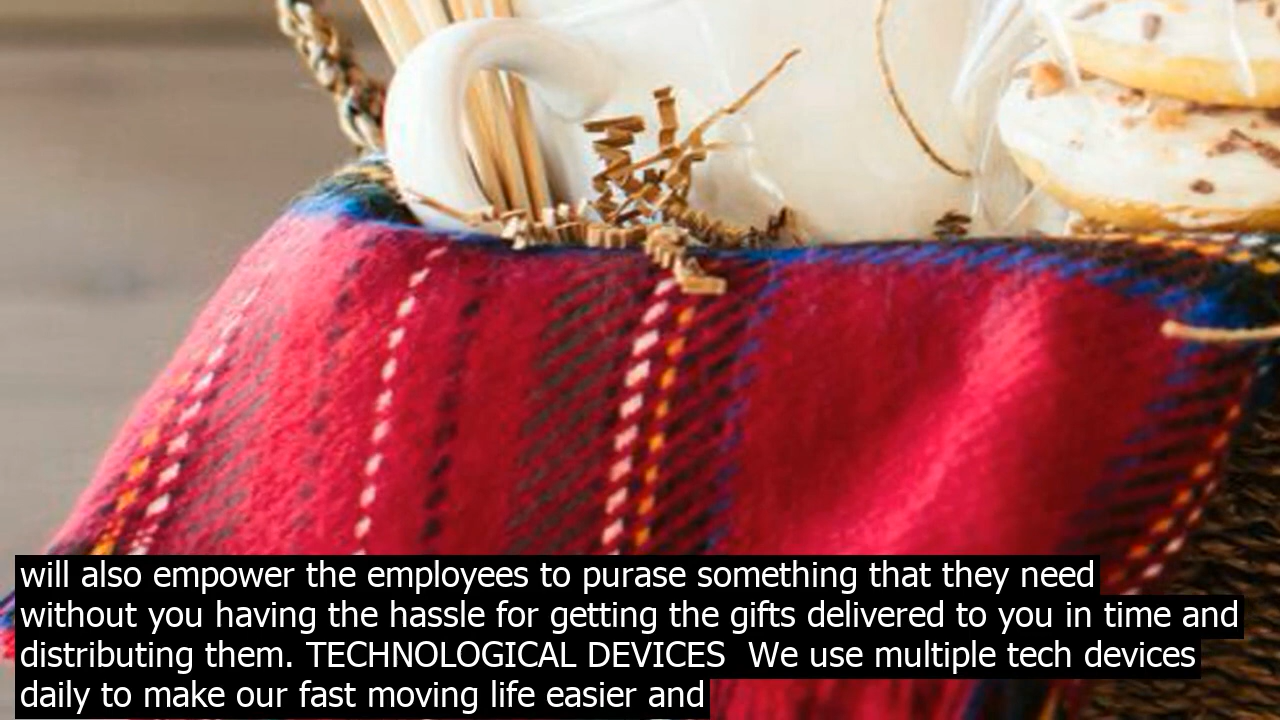 will also empower the employees to purase something that they need
without you having the hassle for getting the gifts delivered to you in time and
distributing them. TECHNOLOGICAL DEVICES  We use multiple tech devices
daily to make our fast moving life easier and